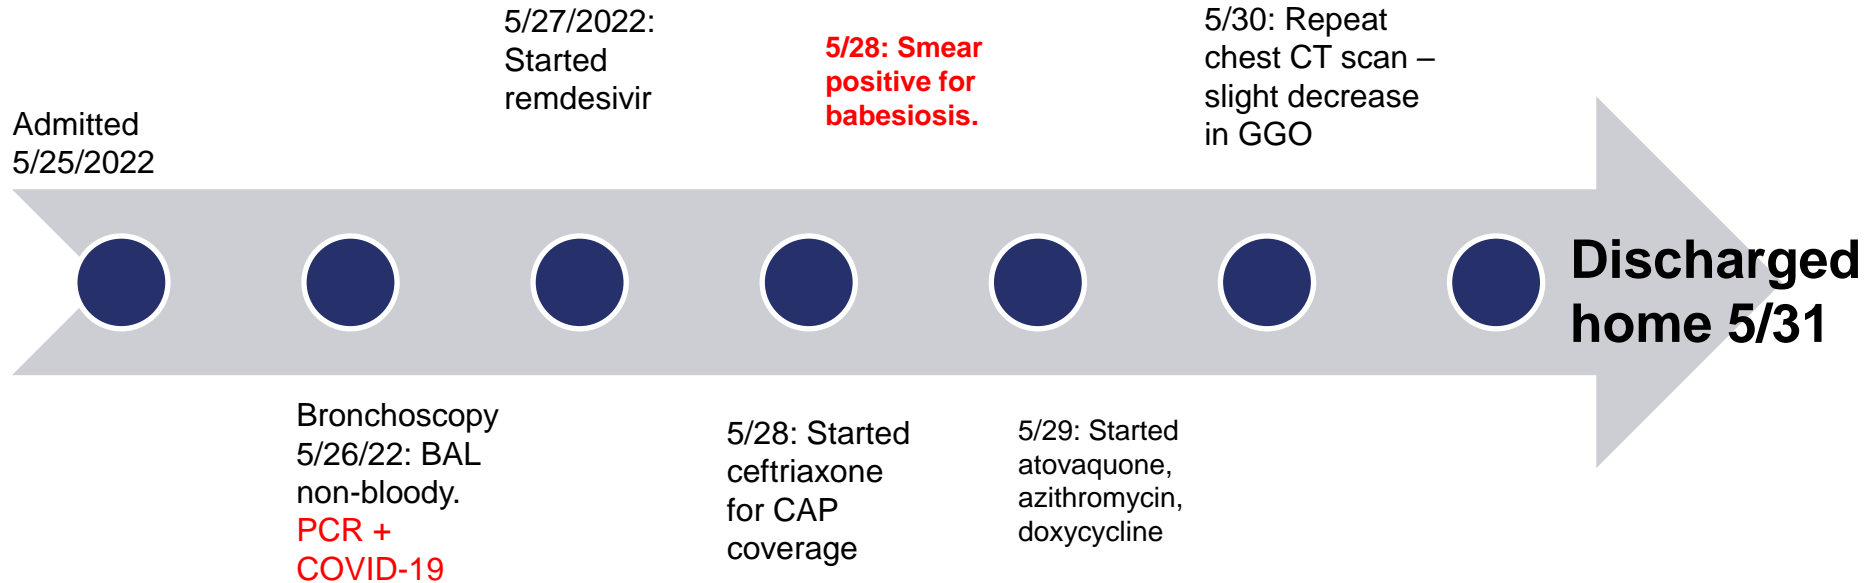 Admitted
5/25/2022
Bronchoscopy
5/26/22: BAL
non-bloody.
PCR +
COVID-19
5/27/2022:
Started
remdesivir
5/28: Started
ceftriaxone
for CAP
coverage
5/28: Smear
positive for
babesiosis.
5/29: Started
atovaquone,
azithromycin,
doxycycline
5/30: Repeat
chest CT scan –
slight decrease
in GGO
Discharged
home 5/31